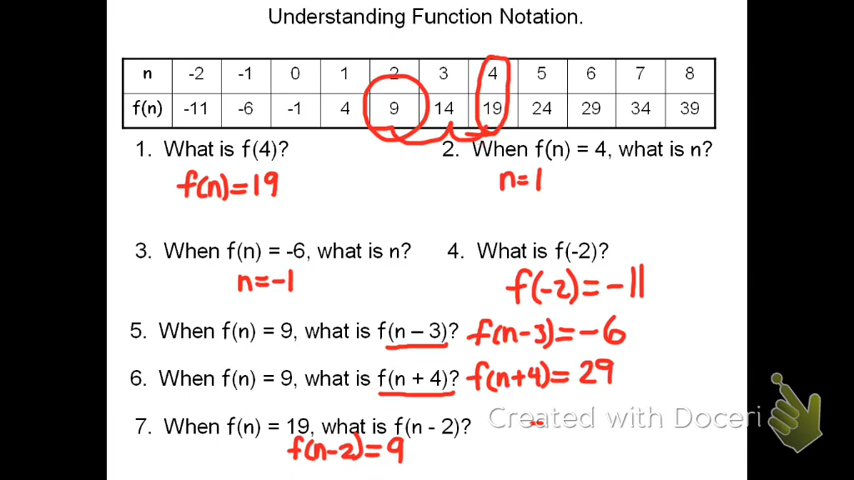 Understanding Function Notation.
n -2 -1 0 1 2 3 4 5 6 7 8
f(n) -11 -6 -1 4 9 14 19 24 29 34 39
1. What is f(4)? 2. When f(n) = 4, what is n?
f(n)=19 n=1
3. When f(n) = -6, what is n? 4. What is f(-2)?
n=-1 f(-2)=-11
5. When f(n) = 9, what is f(n – 3)? f(n-3)=-6
6. When f(n) = 9, what is f(n + 4)? f(n+4)=29
Created with Doceri
7. When f(n) = 19, what is f(n - 2)?
f(n-2)=9